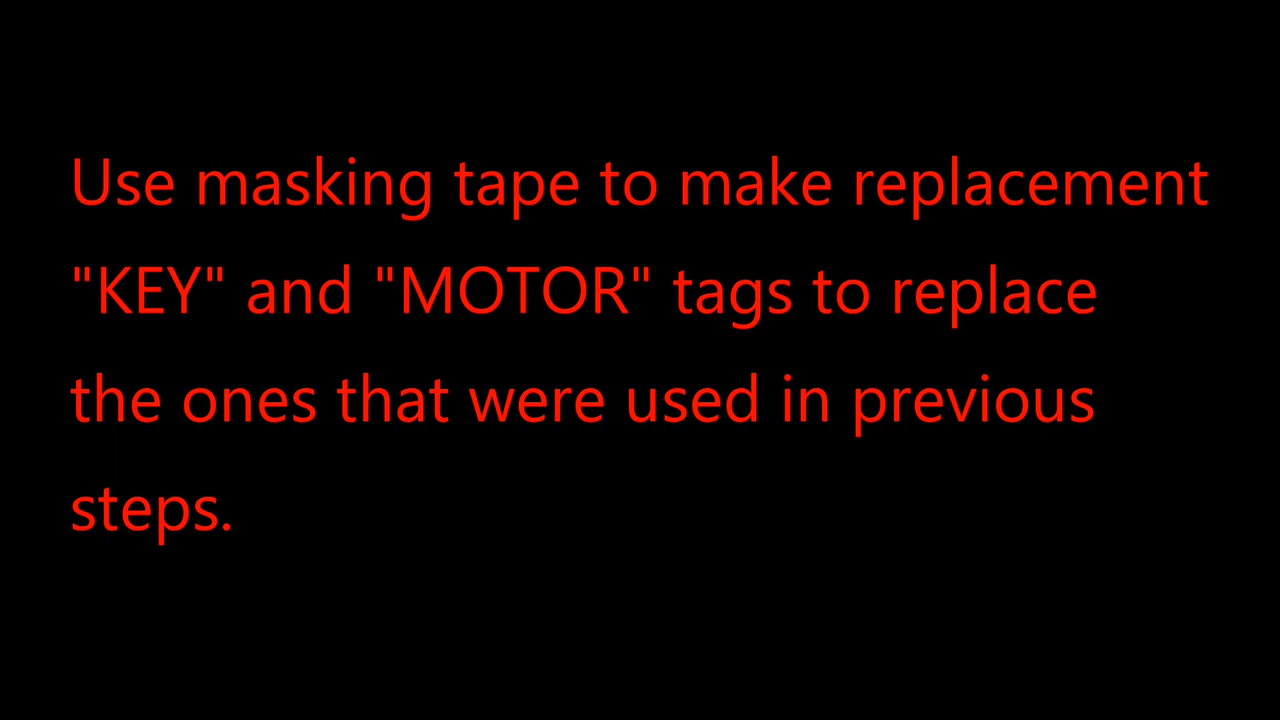 Use masking tape to make replacement
"KEY" and "MOTOR" tags to replace
the ones that were used in previous
steps.